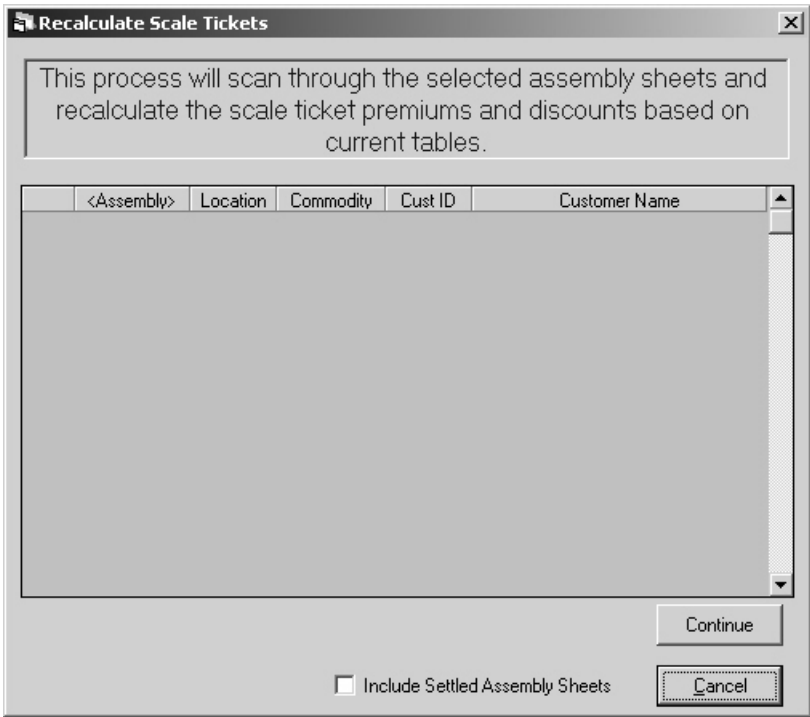 Recalculate Scale Tickets
This process will scan through the selected assembly sheets and
recalculate the scale ticket premiums and discounts based on
current tables.
<Assembly> Location Commodity Cust ID Customer Name
Continue
Include Settled Assembly Sheets Cancel